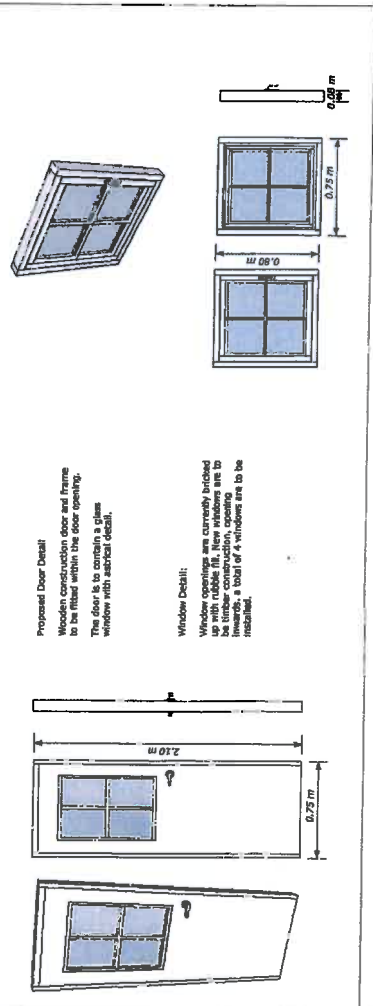 Proposed Door Detail
Wooden construction door and frame
to be fitted within the door opening.
The door is to contain a glass
window with astrical detail.
Window Detail:
Window openings are currently bricked
up with rubble fill. New windows are to
be timber construction, opening
inwards. a total of 4 windows are to be
installed.
2.10 m
0.75 m
0.80 m
0.75 m
0.08 m